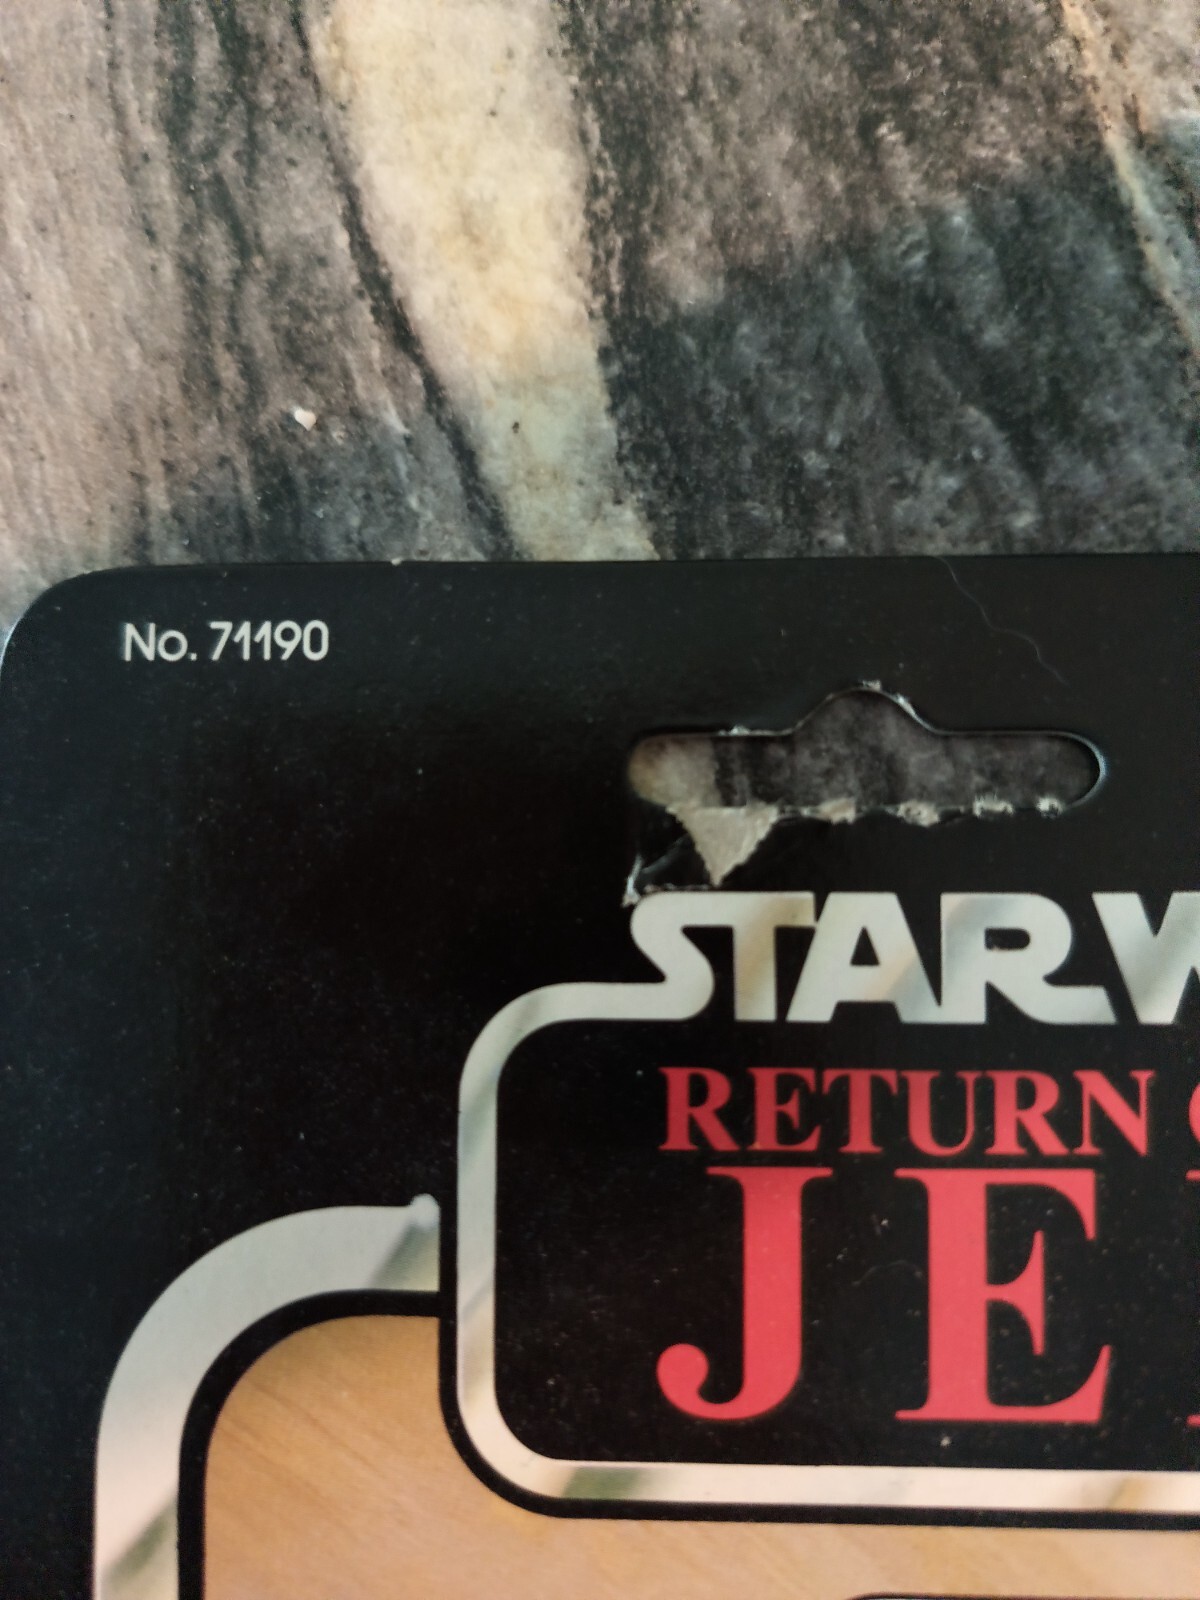 No. 71190
STAR W
RETURN
JE